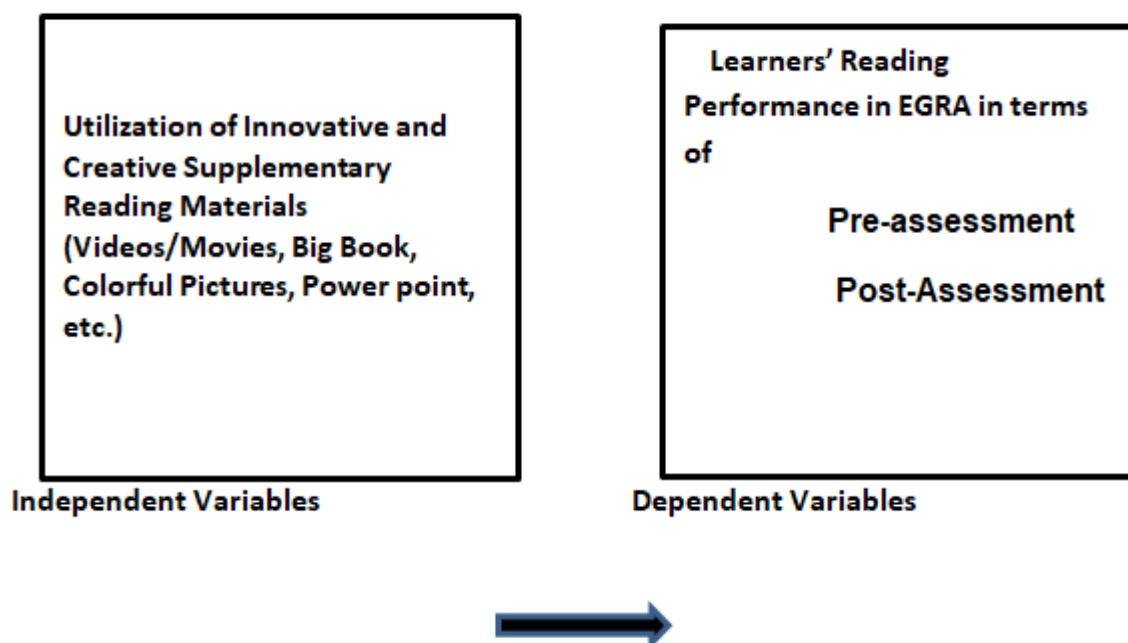 Utilization of Innovative and
Creative Supplementary
Reading Materials
(Videos/Movies, Big Book,
Colorful Pictures, Power point,
etc.)
Independent Variables
Learners’ Reading
Performance in EGRA in terms
of
Pre-assessment
Post-Assessment
Dependent Variables